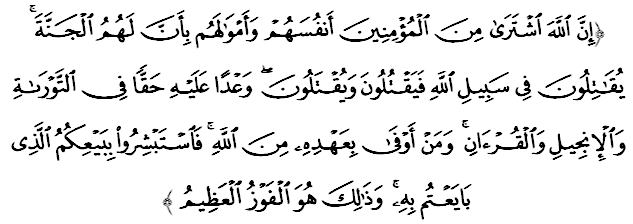 ﴿إِنَّ ٱللَّهَ ٱشْتَرَىٰ مِنَ ٱلْمُؤْمِنِينَ أَنفُسَهُمْ وَأَمْوَٰلَهُم بِأَنَّ لَهُمُ ٱلْجَنَّةَ ۚ
يُقَٰتِلُونَ فِى سَبِيلِ ٱللَّهِ فَيَقْتُلُونَ وَيُقْتَلُونَ ۖ وَعْدًا عَلَيْهِ حَقًّا فِى ٱلتَّوْرَىٰةِ
وَٱلْإِنجِيلِ وَٱلْقُرْءَانِ ۚ وَمَنْ أَوْفَىٰ بِعَهْدِهِۦ مِنَ ٱللَّهِ ۚ فَٱسْتَبْشِرُوا۟ بِبَيْعِكُمُ ٱلَّذِى
بَايَعْتُم بِهِۦ ۚ وَذَٰلِكَ هُوَ ٱلْفَوْزُ ٱلْعَظِيمُ﴾